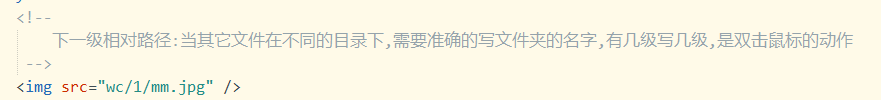 <!--
下一级相对路径:当其它文件在不同的目录下,需要准确的写文件夹的名字,有几级写几级,是双击鼠标的动作
-->
<img src="wc/1/mm.jpg" />